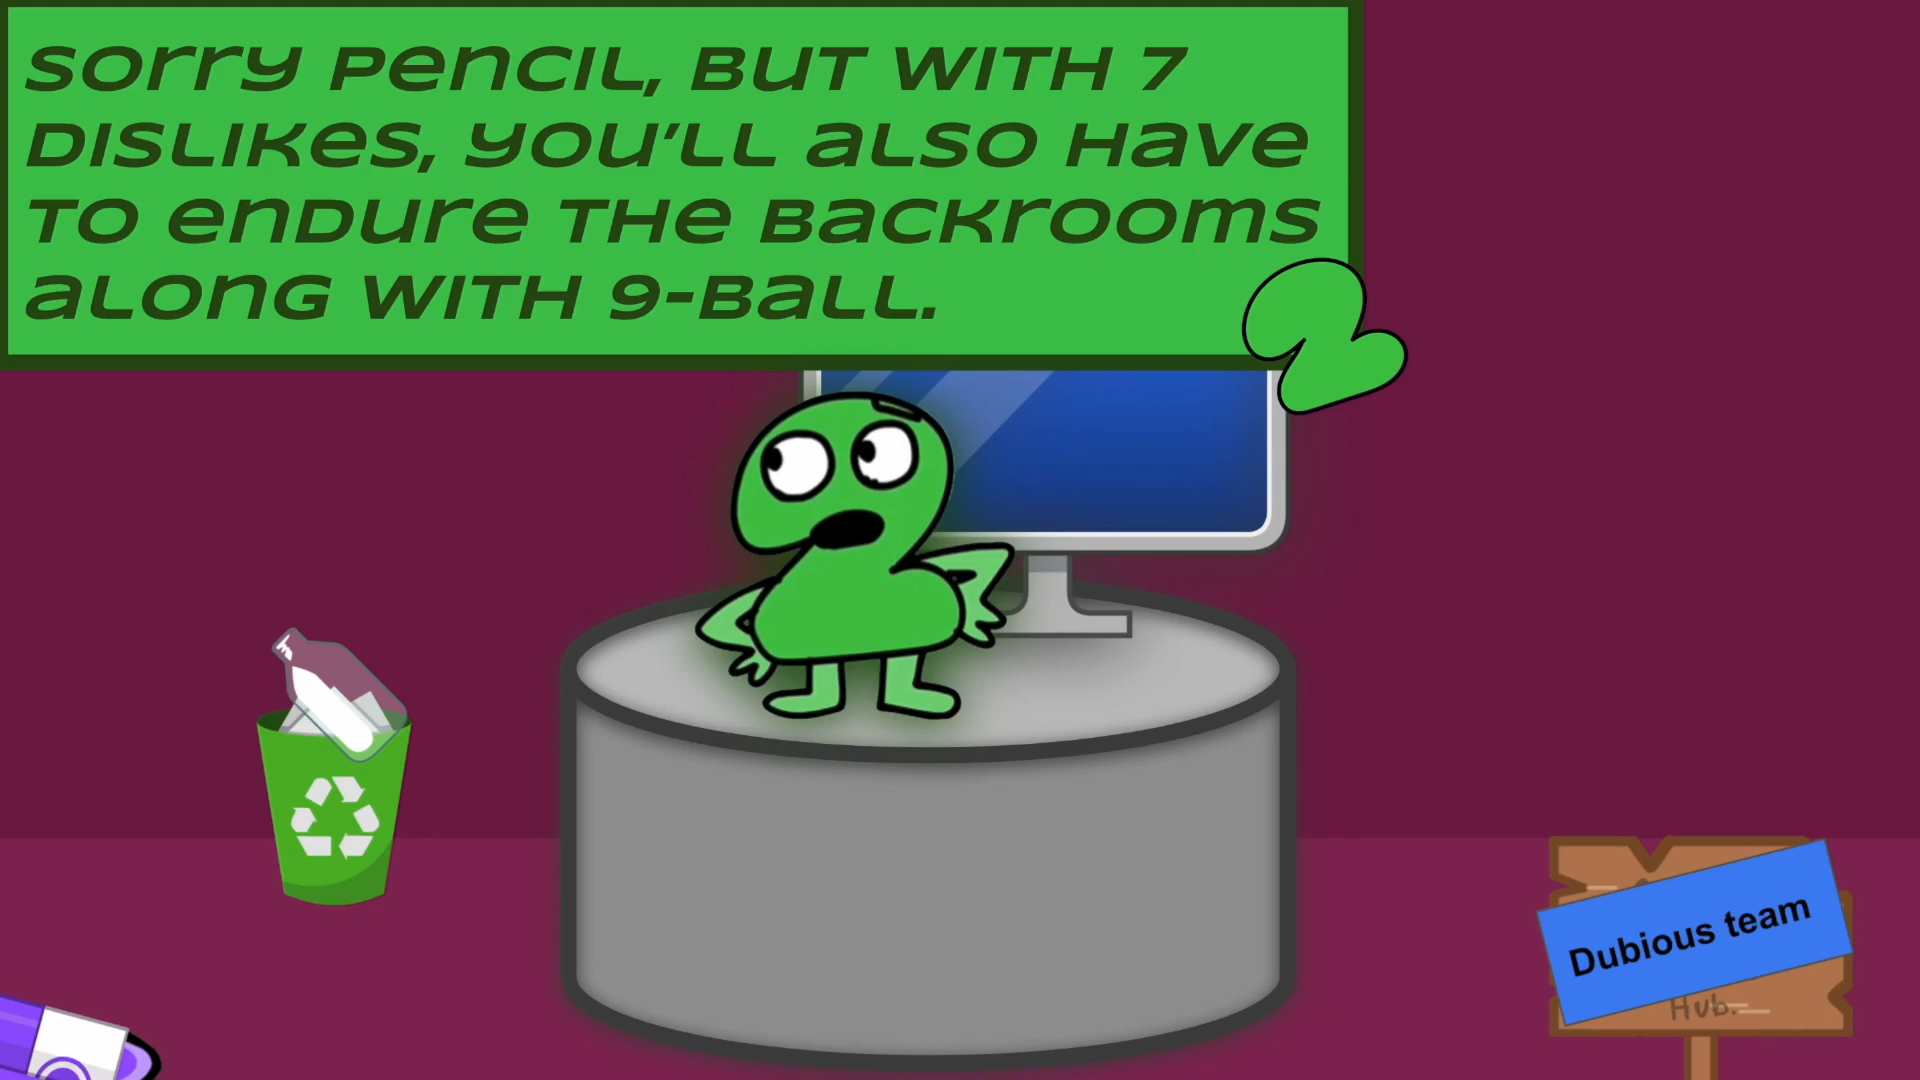 Sorry Pencil, but with 7
dislikes, you'll also have
to endure the backrooms
along with 9-Ball.
Dubious team
Hub.